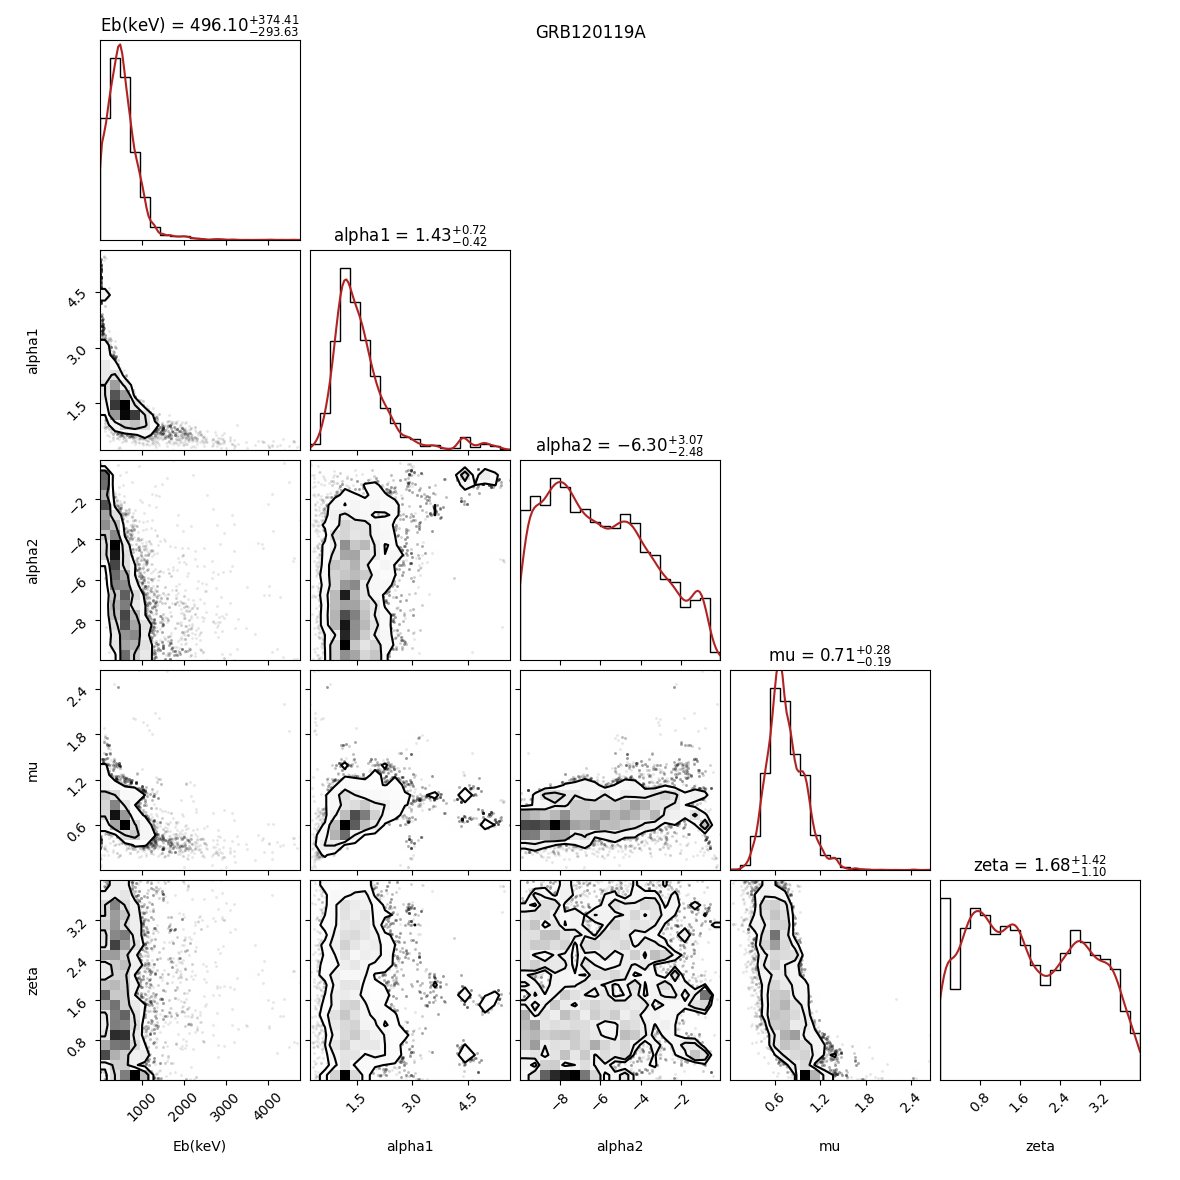 GRB120119A
Eb(keV) = 496.10+374.41−293.63
alpha1 = 1.43+0.72−0.42
alpha1
4.5
3.0
1.5
alpha2 = −6.30+3.07−2.48
alpha2
−2
−4
−6
−8
mu = 0.71+0.28−0.19
mu
2.4
1.8
1.2
0.6
zeta = 1.68+1.42−1.10
zeta
3.2
2.4
1.6
0.8
1000 2000 3000 4000
1.5 3.0 4.5
−8 −6 −4 −2
0.6 1.2 1.8 2.4
0.8 1.6 2.4 3.2
Eb(keV) alpha1 alpha2 mu zeta